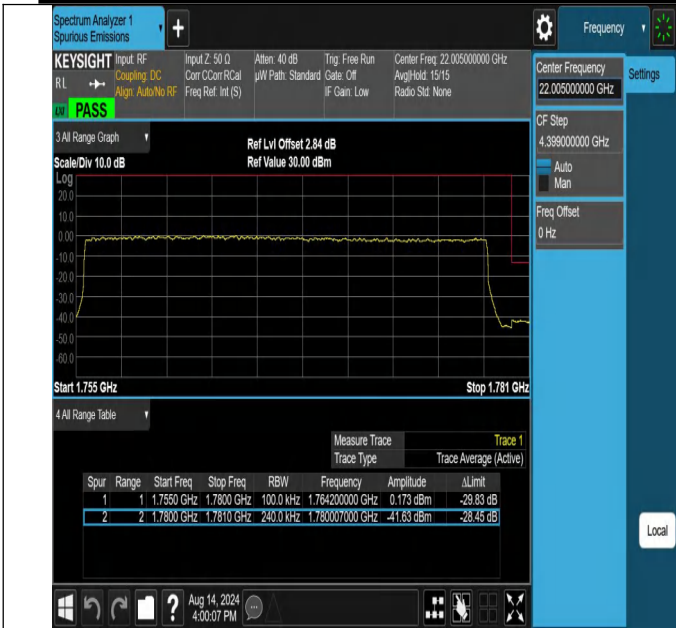 Spectrum Analyzer 1
Spurious Emissions
Frequency
KEYSIGHT
RL
PASS
Input: RF
Coupling: DC
Align: Auto/No RF
Input Z: 50 Ω
Corr CCorr RCal
Freq Ref: Int (S)
Atten: 40 dB
µW Path: Standard
Trig: Free Run
Gate: Off
IF Gain: Low
Center Freq: 22.005000000 GHz
Avg|Hold: 15/15
Radio Std: None
Center Frequency
22.005000000 GHz
Settings
CF Step
4.399000000 GHz
Auto
Man
Freq Offset
0 Hz
3 All Range Graph
Scale/Div 10.0 dB
Ref Lvl Offset 2.84 dB
Ref Value 30.00 dBm
Log
20.0
10.0
0.00
-10.0
-20.0
-30.0
-40.0
-50.0
-60.0
Start 1.755 GHz
Stop 1.781 GHz
4 All Range Table
Measure Trace Trace 1
Trace Type Trace Average (Active)
Spur Range Start Freq Stop Freq RBW Frequency Amplitude ΔLimit
1 1 1.7550 GHz 1.7800 GHz 100.0 kHz 1.764200000 GHz 0.173 dBm -29.83 dB
2 2 1.7800 GHz 1.7810 GHz 240.0 kHz 1.780007000 GHz -41.63 dBm -28.45 dB
Local
Aug 14, 2024
4:00:07 PM